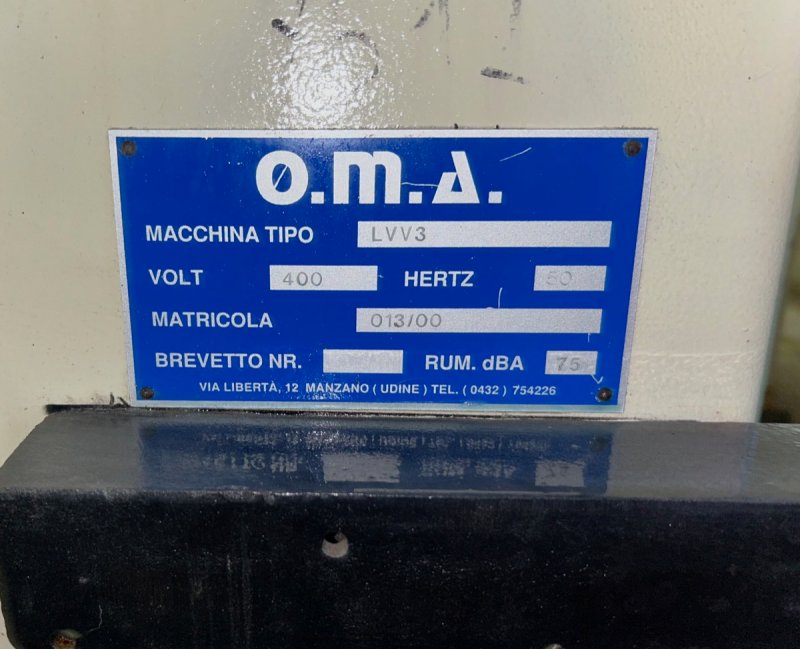 O.M.A.
MACCHINA TIPO LVV3
VOLT 400 HERTZ 50
MATRICOLA 013/00
BREVETTO NR. RUM. dBA 75
VIA LIBERTÀ, 12 MANZANO ( UDINE ) TEL. ( 0432 ) 754226